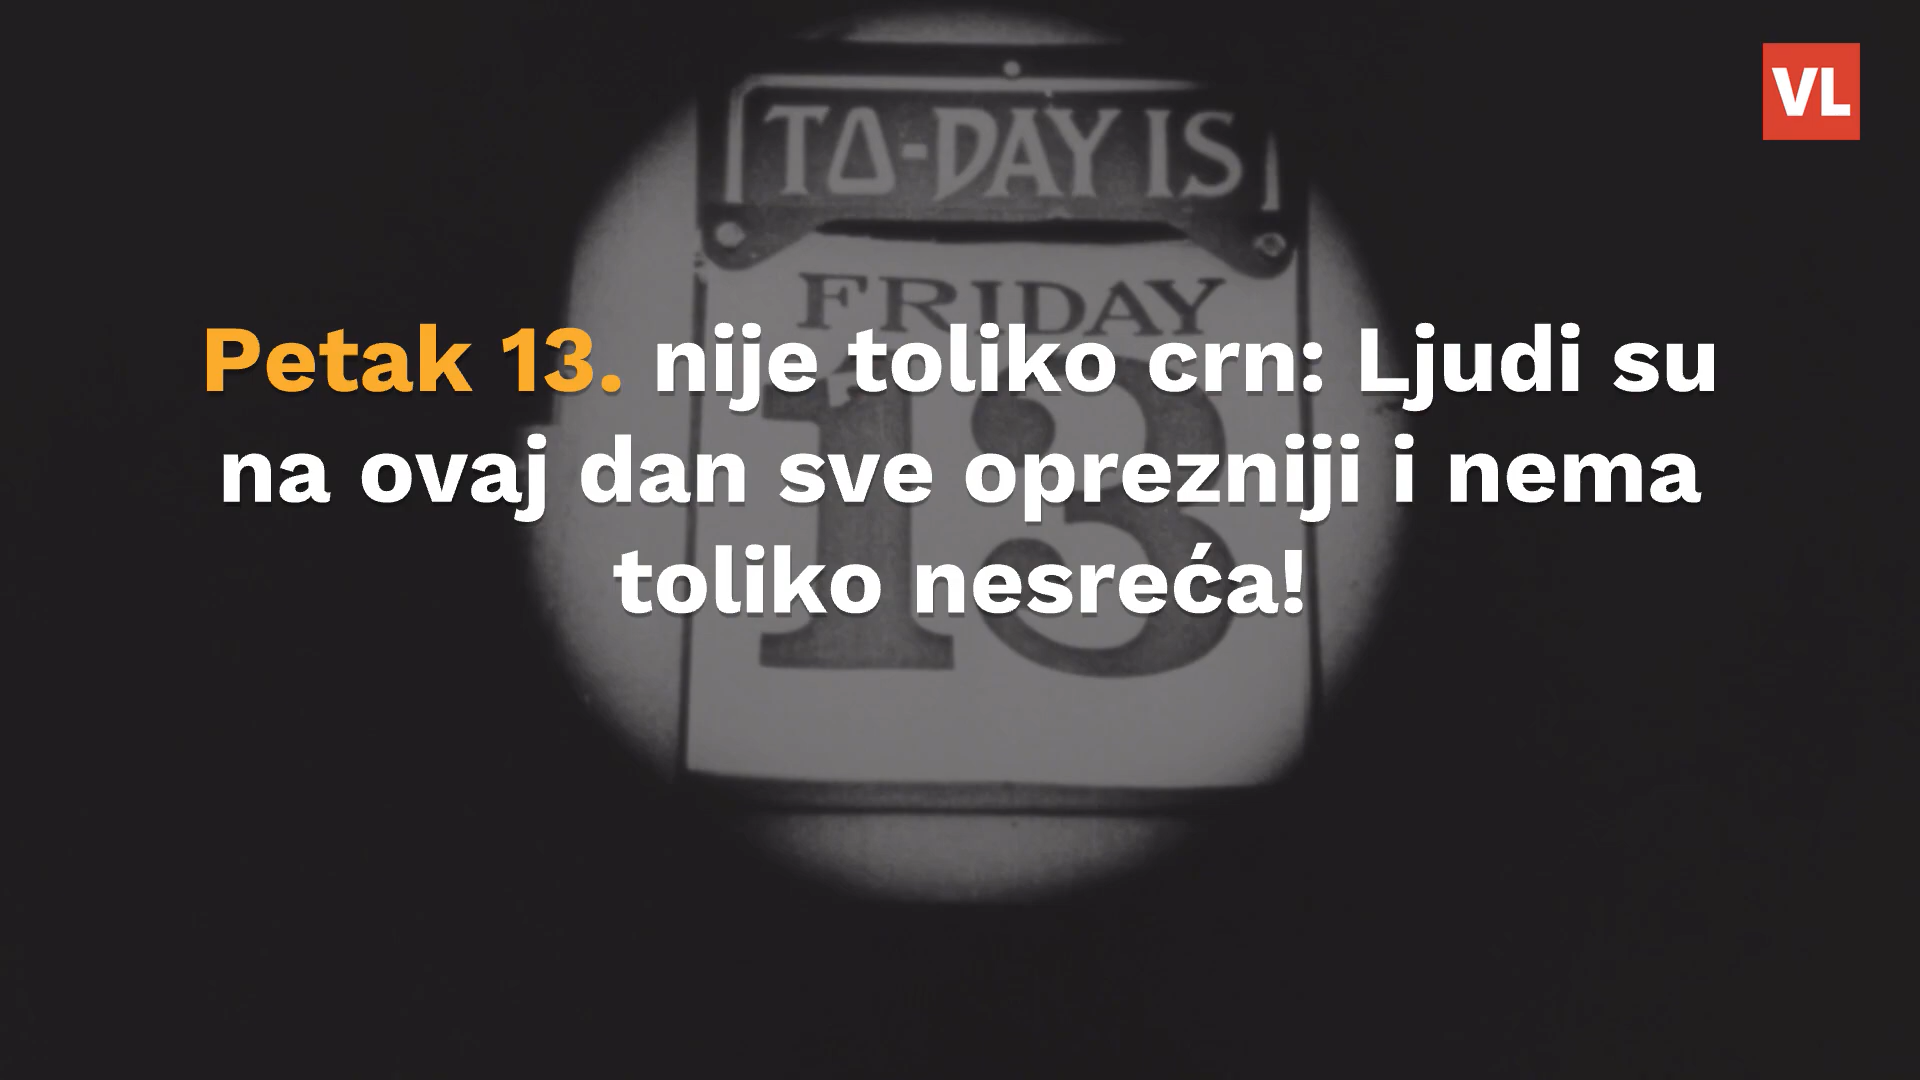 VL
TO-DAY IS
FRIDAY
13
Petak 13. nije toliko crn: Ljudi su
na ovaj dan sve oprezniji i nema
toliko nesreća!